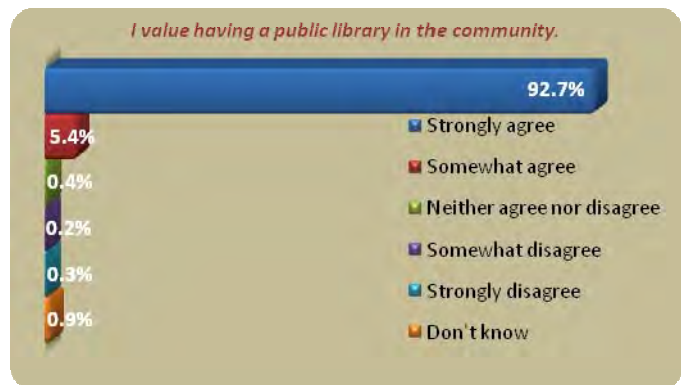 I value having a public library in the community.
92.7%
5.4%
0.4%
0.2%
0.3%
0.9%
Strongly agree
Somewhat agree
Neither agree nor disagree
Somewhat disagree
Strongly disagree
Don't know